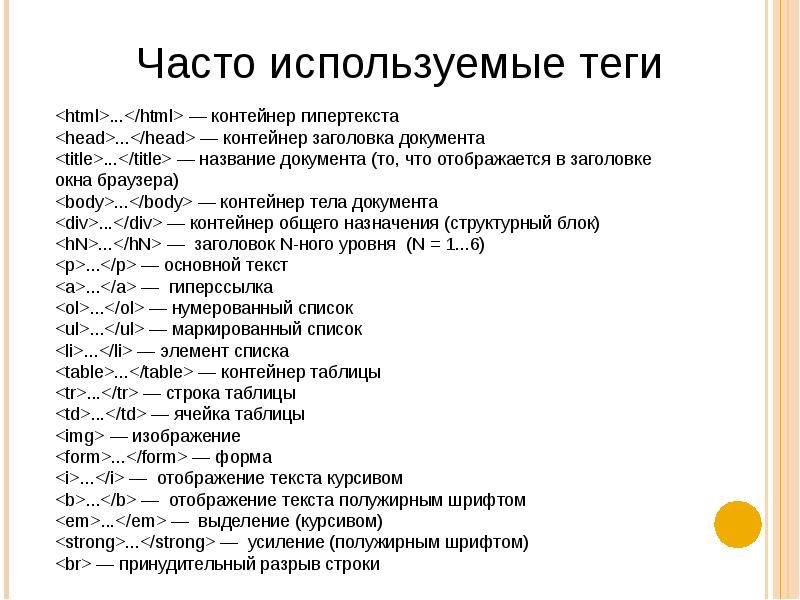 Часто используемые теги
<html>...</html> — контейнер гипертекста
<head>...</head> — контейнер заголовка документа
<title>...</title> — название документа (то, что отображается в заголовке
окна браузера)
<body>...</body> — контейнер тела документа
<div>...</div> — контейнер общего назначения (структурный блок)
<hN>...</hN> — заголовок N-ного уровня (N = 1...6)
<p>...</p> — основной текст
<a>...</a> — гиперссылка
<ol>...</ol> — нумерованный список
<ul>...</ul> — маркированный список
<li>...</li> — элемент списка
<table>...</table> — контейнер таблицы
<tr>...</tr> — строка таблицы
<td>...</td> — ячейка таблицы
<img> — изображение
<form>...</form> — форма
<i>...</i> — отображение текста курсивом
<b>...</b> — отображение текста полужирным шрифтом
<em>...</em> — выделение (курсивом)
<strong>...</strong> — усиление (полужирным шрифтом)
<br> — принудительный разрыв строки